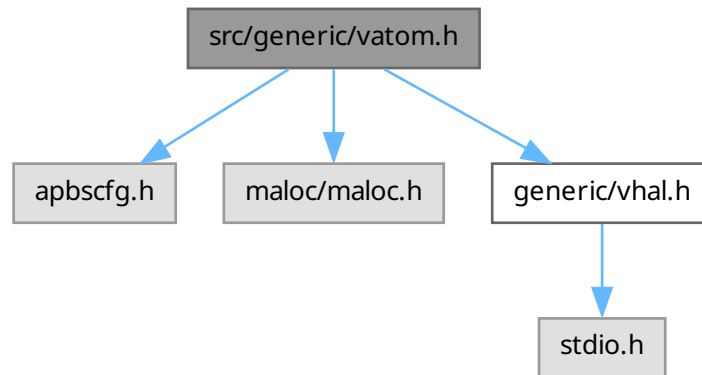 src/generic/vatom.h
apbscfg.h
maloc/maloc.h
generic/vhal.h
stdio.h